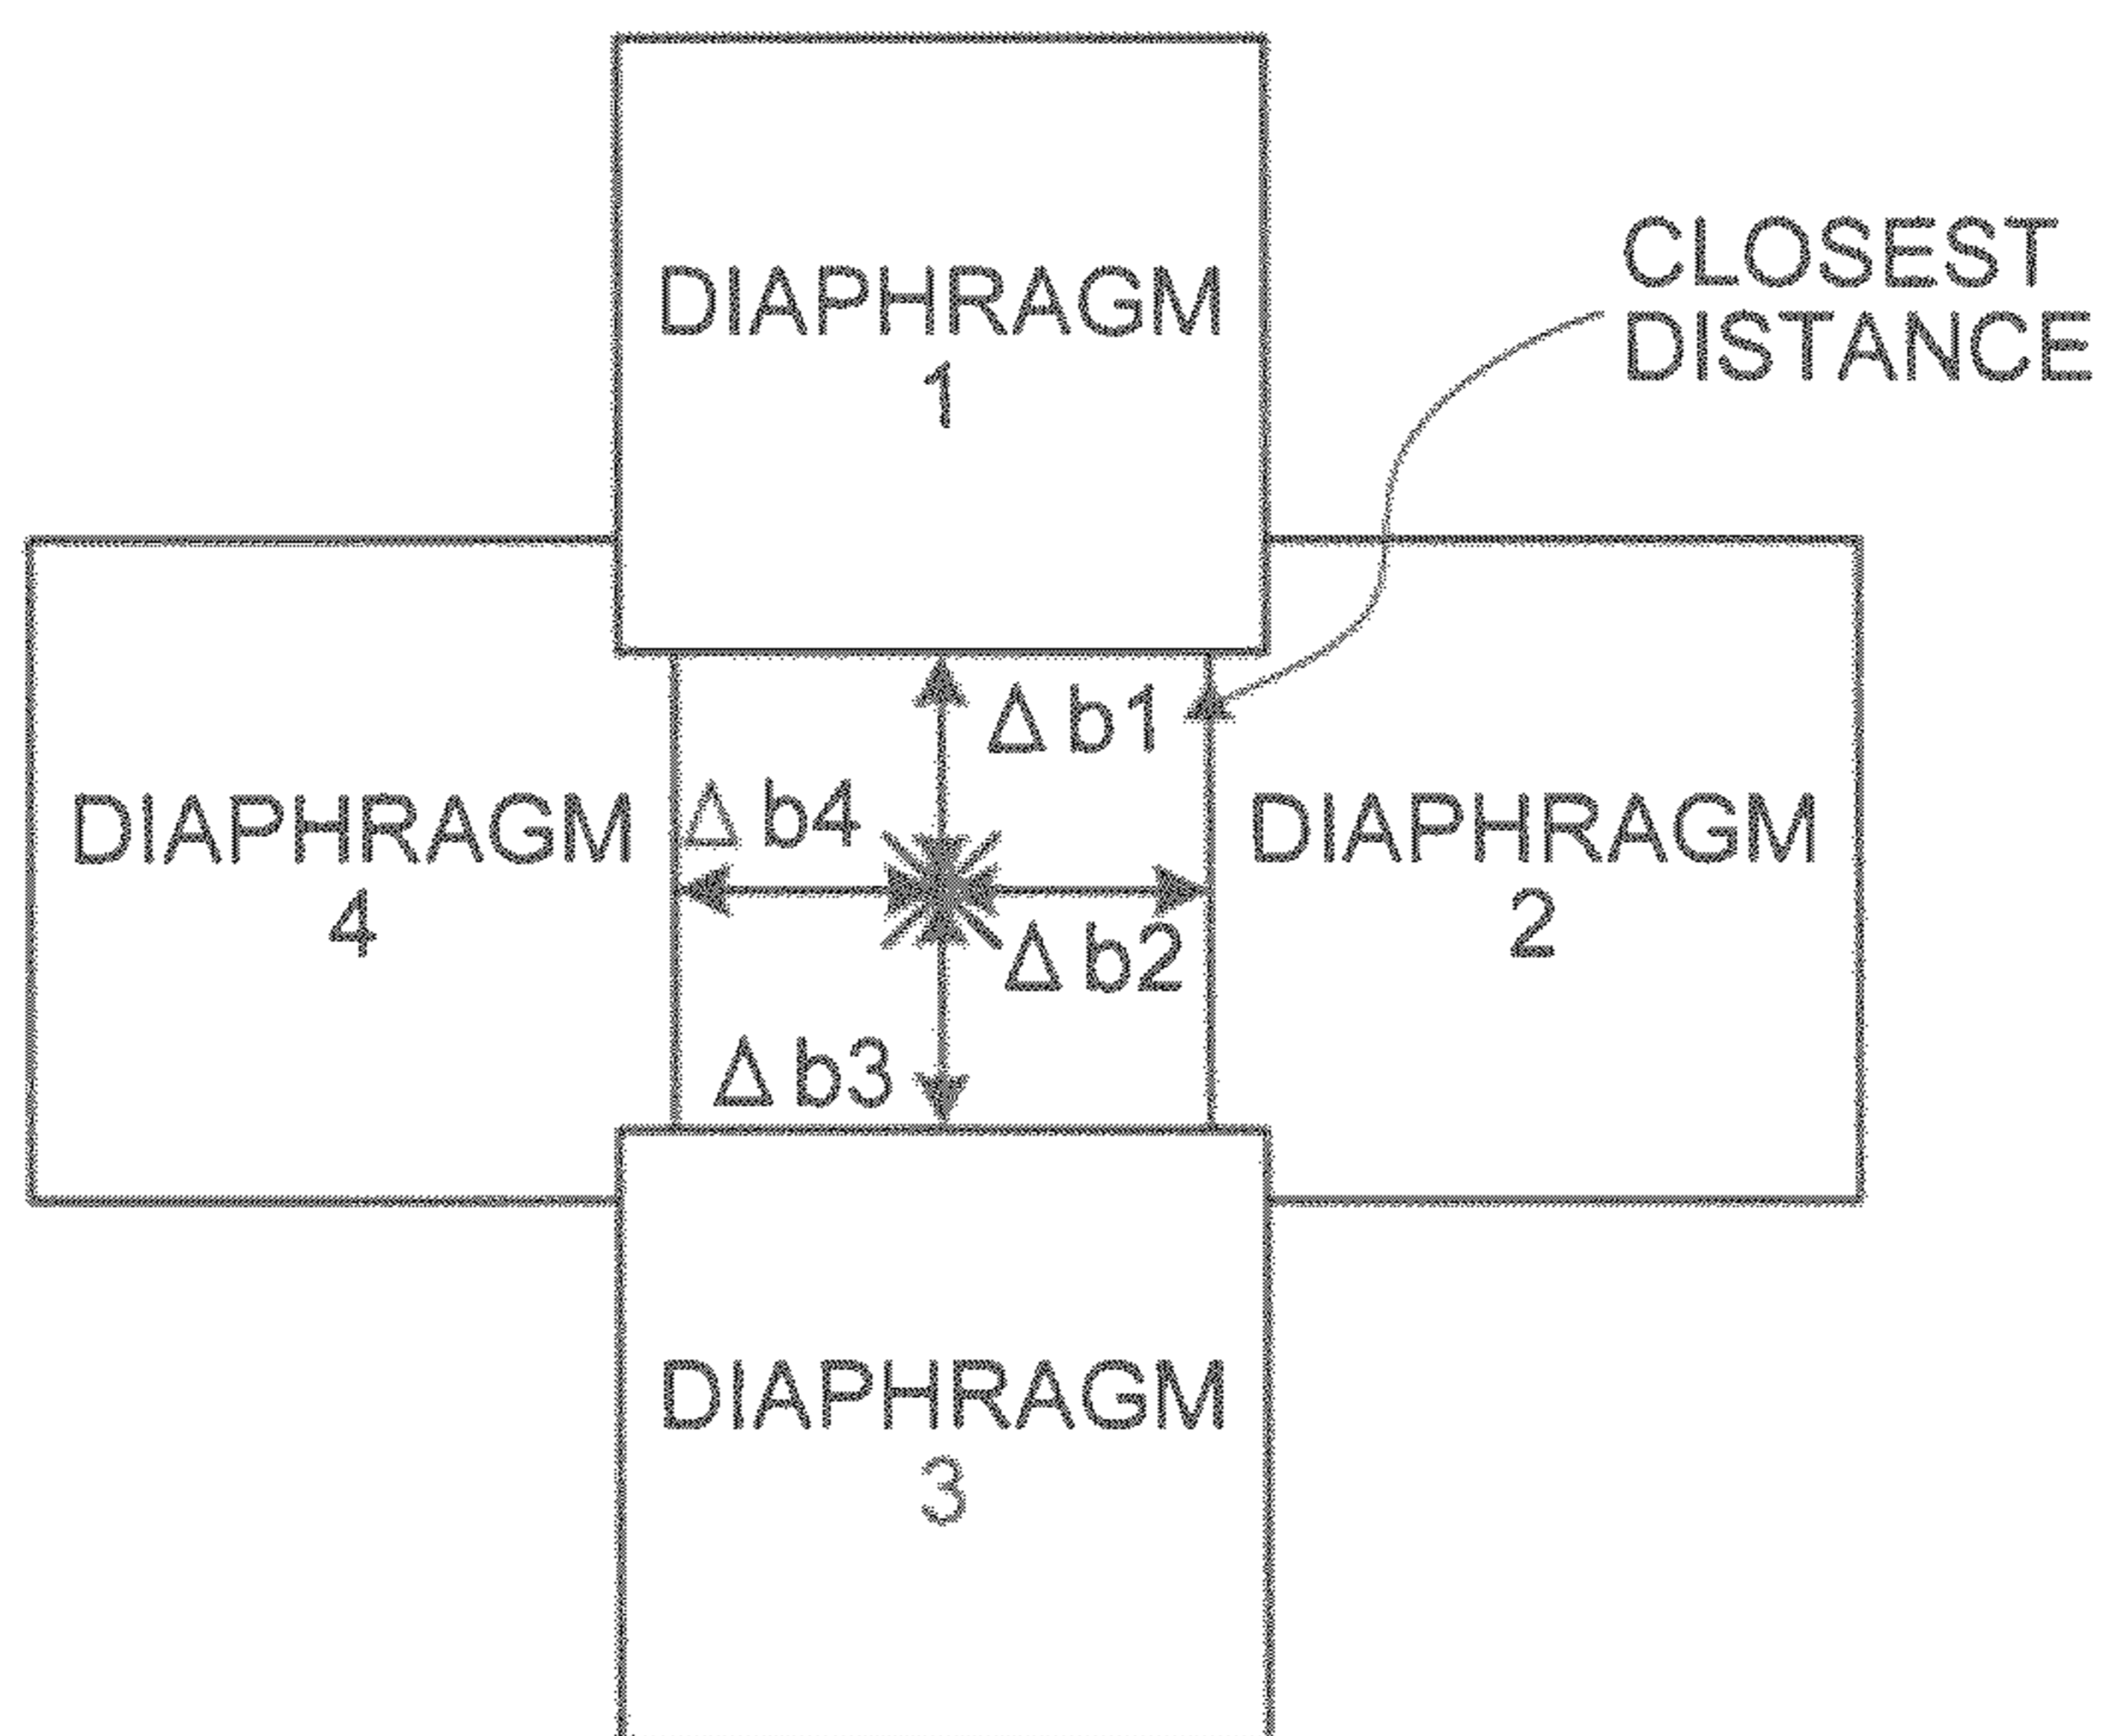 DIAPHRAGM
1
CLOSEST
DISTANCE
Δ b1
Δ b4
DIAPHRAGM
4
DIAPHRAGM
2
Δ b2
Δ b3
DIAPHRAGM
3